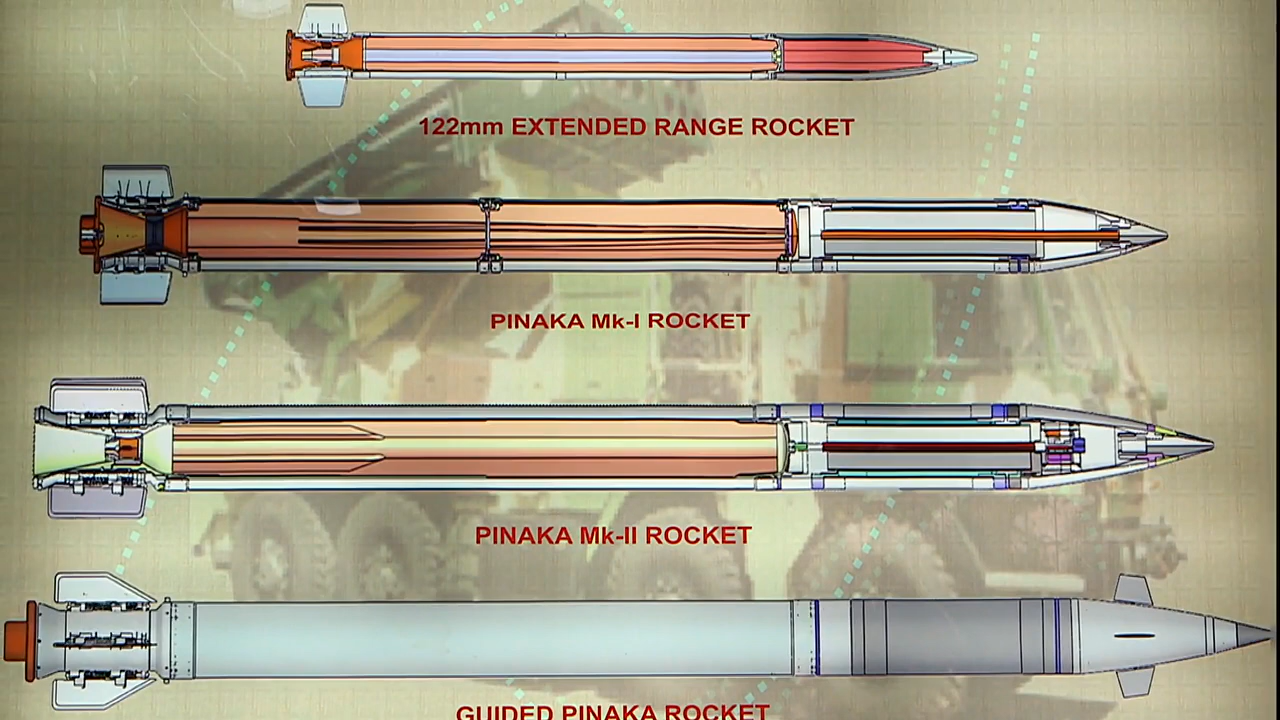 122mm EXTENDED RANGE ROCKET
PINAKA Mk-I ROCKET
PINAKA Mk-II ROCKET
GUIDED PINAKA ROCKET